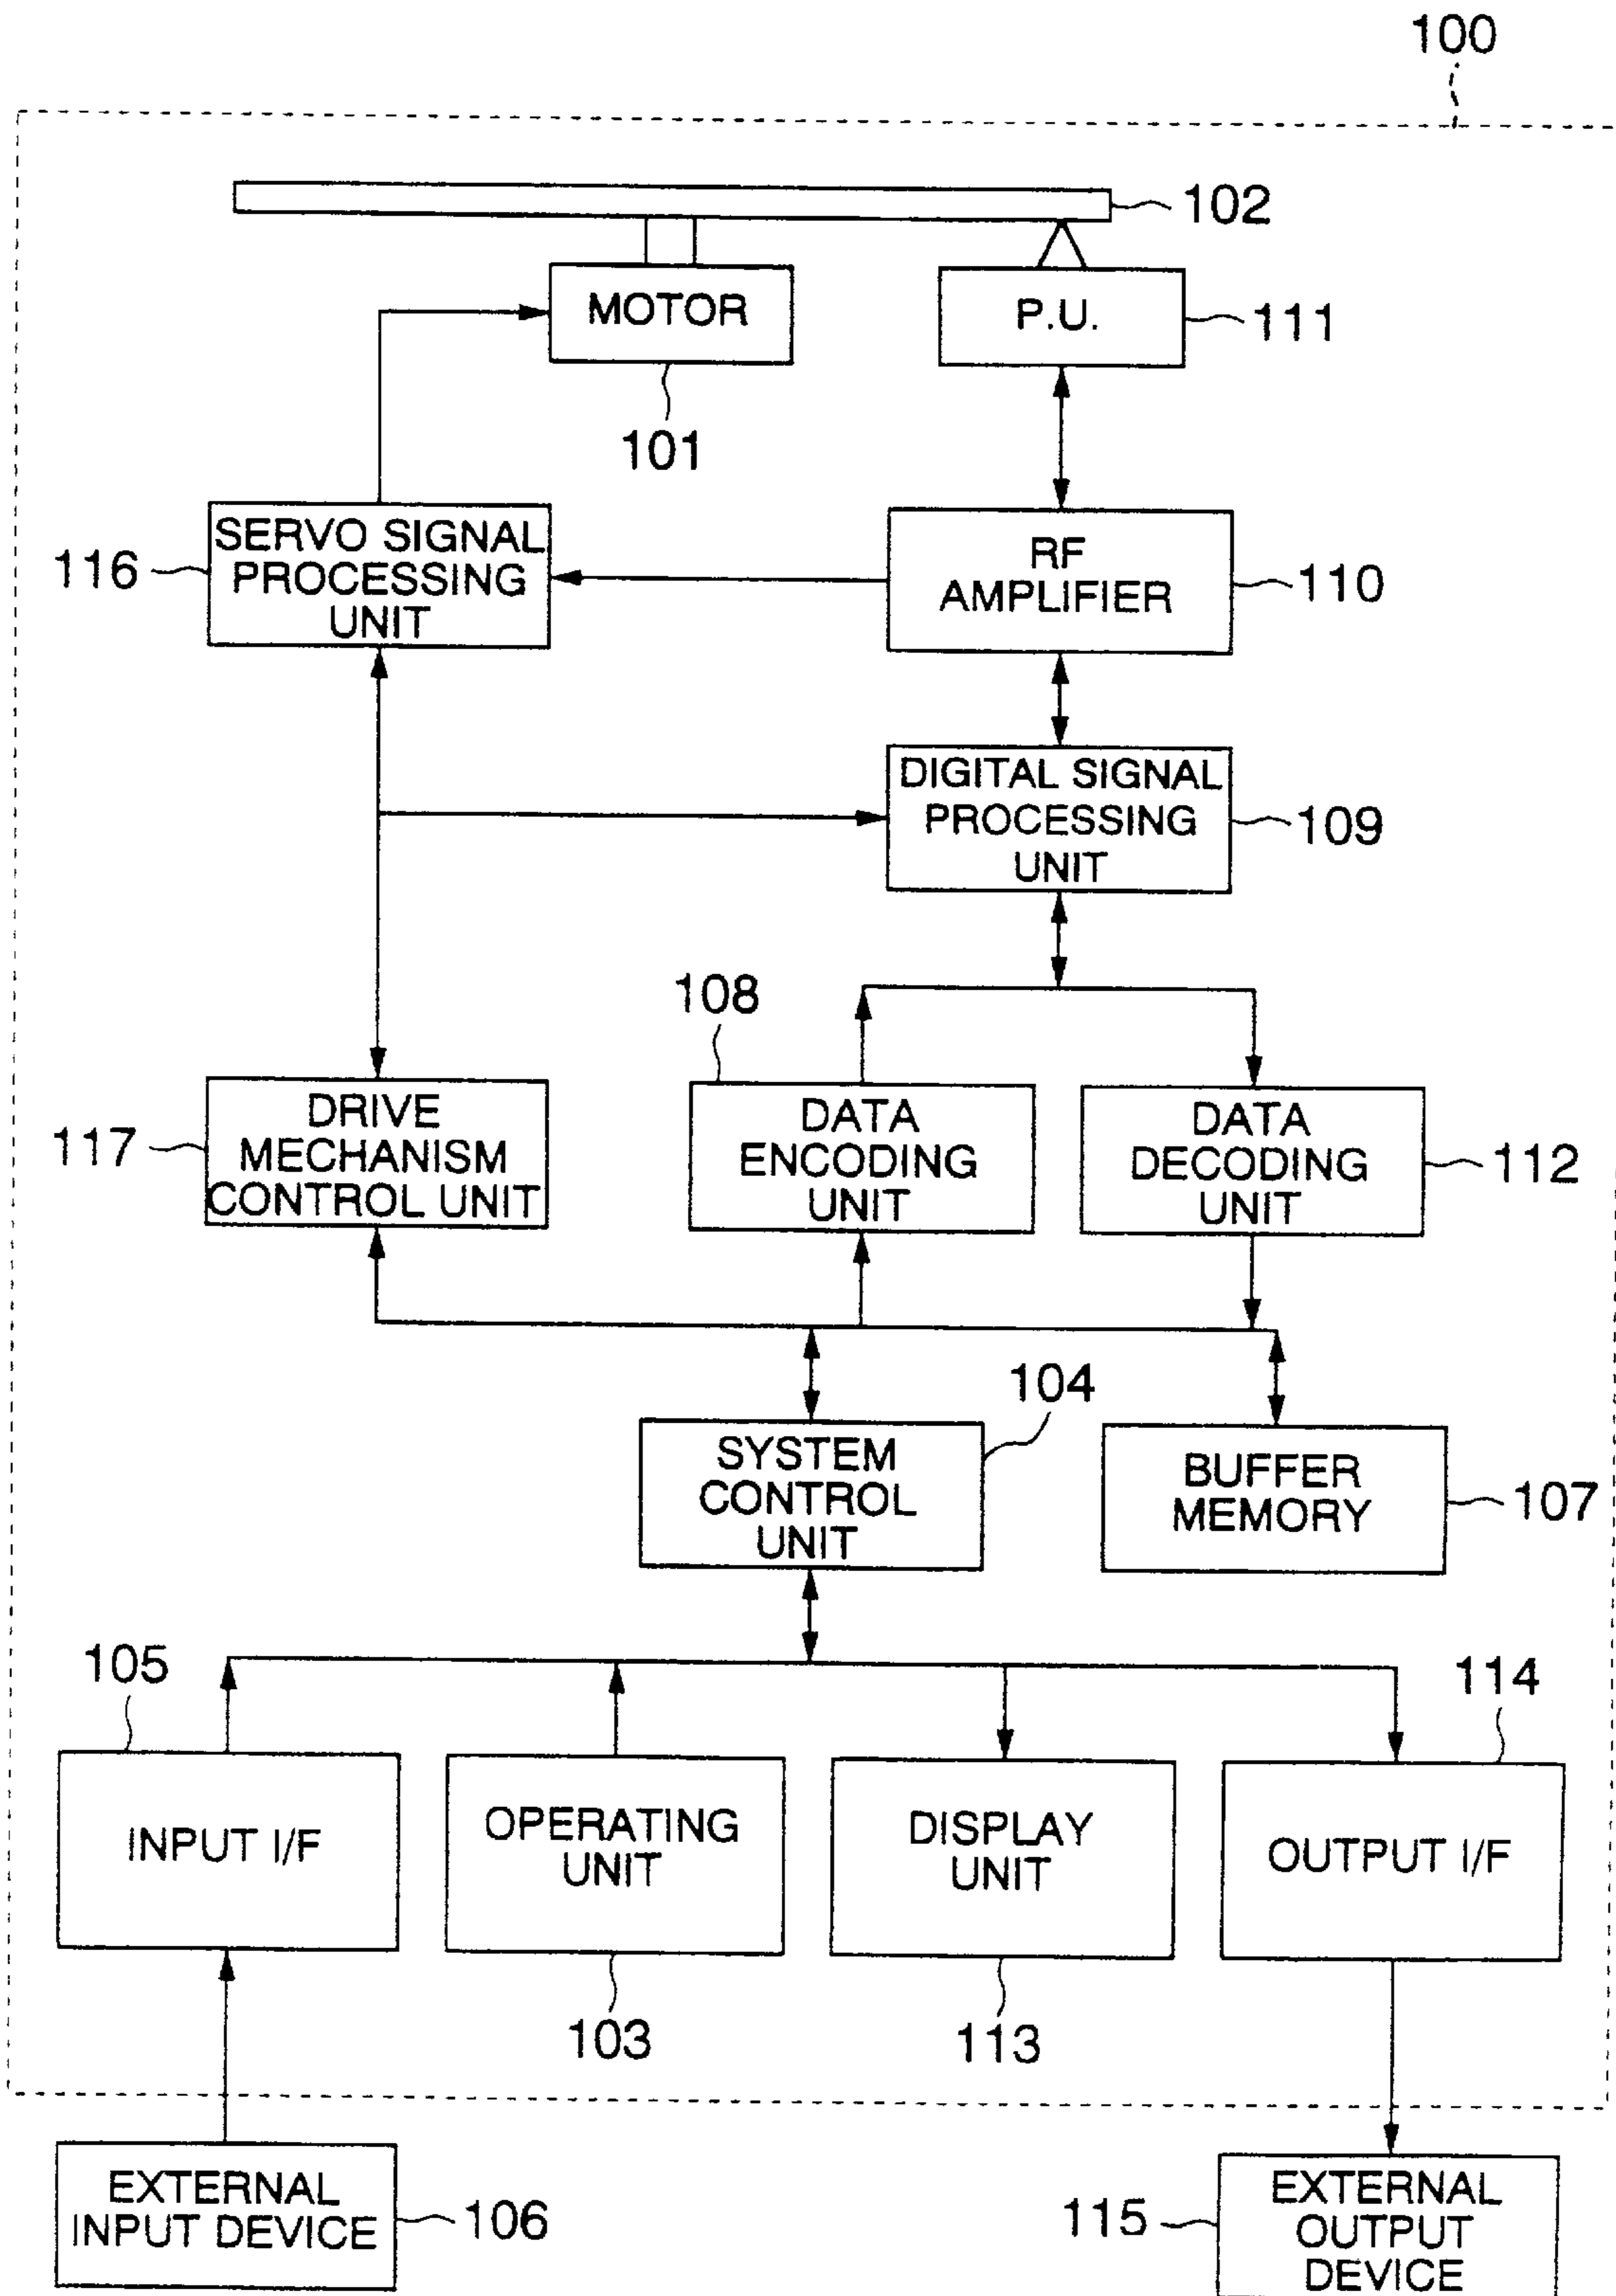 100
102
MOTOR
P.U.
111
101
SERVO SIGNAL
PROCESSING
UNIT
116
RF
AMPLIFIER
110
DIGITAL SIGNAL
PROCESSING
UNIT
109
108
DRIVE
MECHANISM
CONTROL UNIT
117
DATA
ENCODING
UNIT
DATA
DECODING
UNIT
112
104
SYSTEM
CONTROL
UNIT
BUFFER
MEMORY
107
105
114
INPUT I/F
OPERATING
UNIT
DISPLAY
UNIT
OUTPUT I/F
103
113
EXTERNAL
INPUT DEVICE
106
115
EXTERNAL
OUTPUT
DEVICE